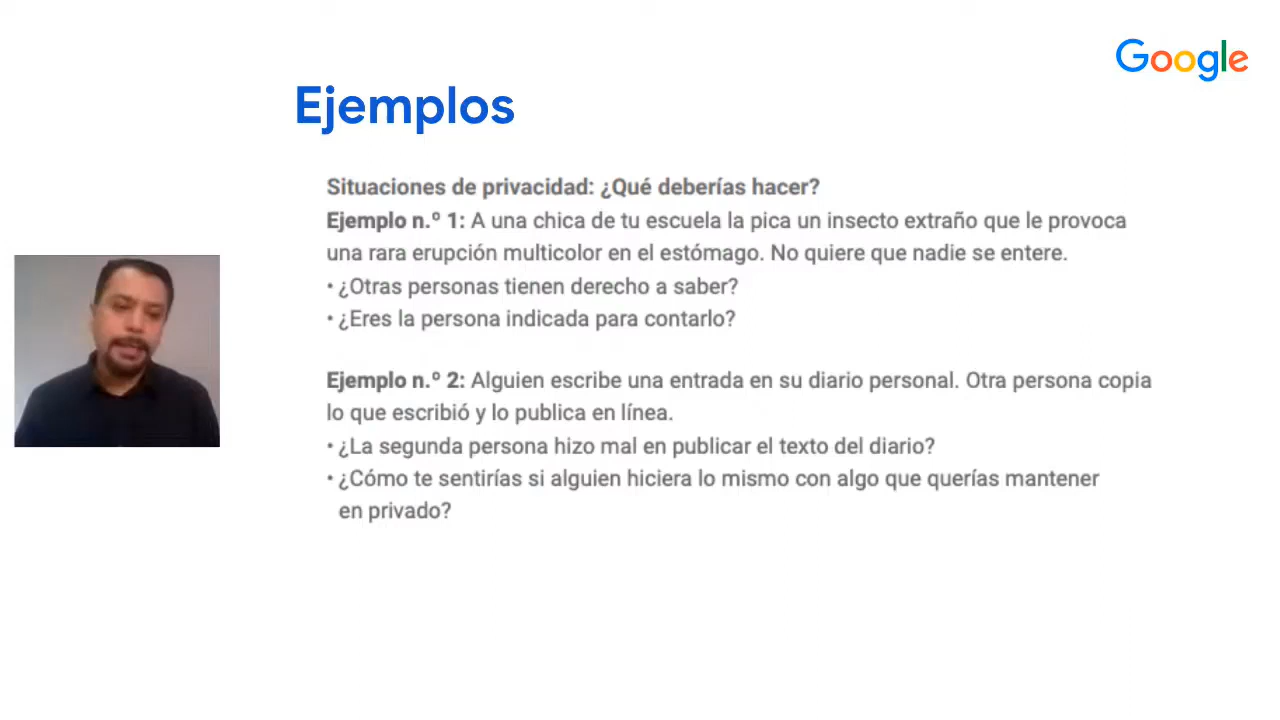 Google
Ejemplos
Situaciones de privacidad: ¿Qué deberías hacer?
Ejemplo n.º 1: A una chica de tu escuela la pica un insecto extraño que le provoca
una rara erupción multicolor en el estómago. No quiere que nadie se entere.
• ¿Otras personas tienen derecho a saber?
• ¿Eres la persona indicada para contarlo?
Ejemplo n.º 2: Alguien escribe una entrada en su diario personal. Otra persona copia
lo que escribió y lo publica en línea.
• ¿La segunda persona hizo mal en publicar el texto del diario?
• ¿Cómo te sentirías si alguien hiciera lo mismo con algo que querías mantener
en privado?